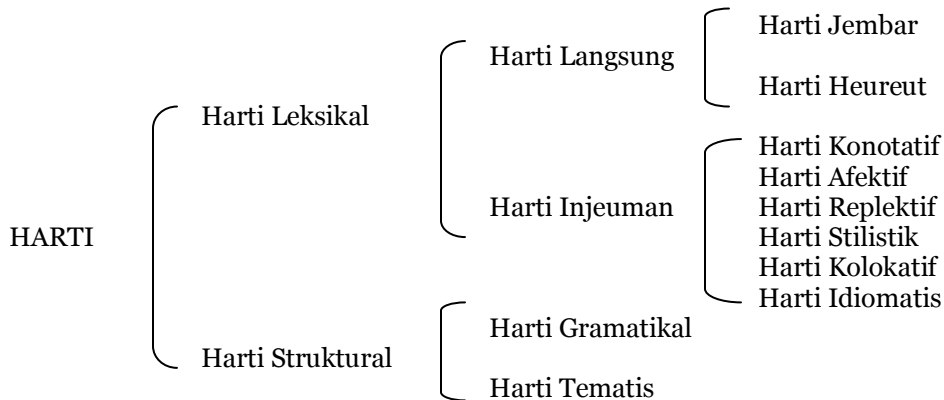 HARTI
Harti Leksikal
Harti Langsung
Harti Jembar
Harti Heureut
Harti Injeuman
Harti Konotatif
Harti Afektif
Harti Replektif
Harti Stilistik
Harti Kolokatif
Harti Idiomatis
Harti Struktural
Harti Gramatikal
Harti Tematis